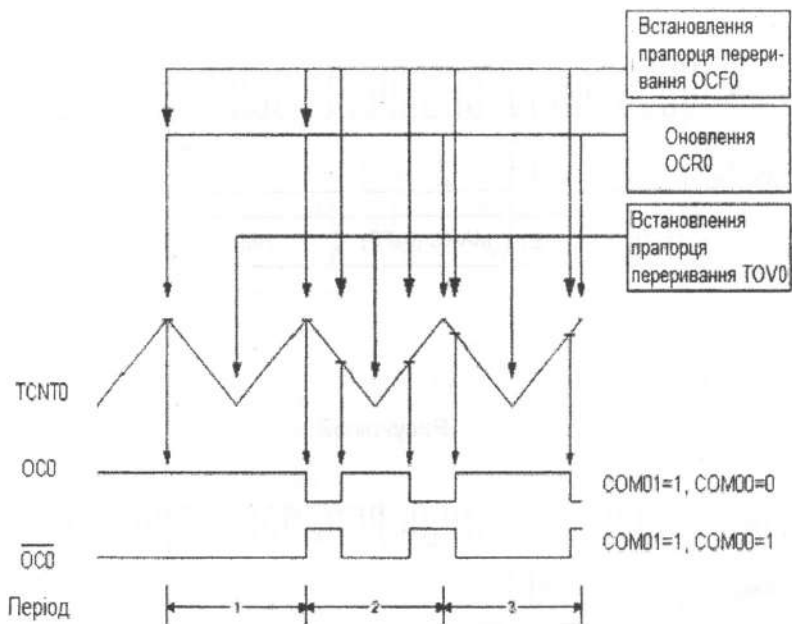 Встановлення
прапорця перери-
вання OCF0
Оновлення
OCR0
Встановлення
прапорця
переривання TOV0
TCNT0
OC0
COM01=1, COM00=0
OC0
COM01=1, COM00=1
Період
1
2
3